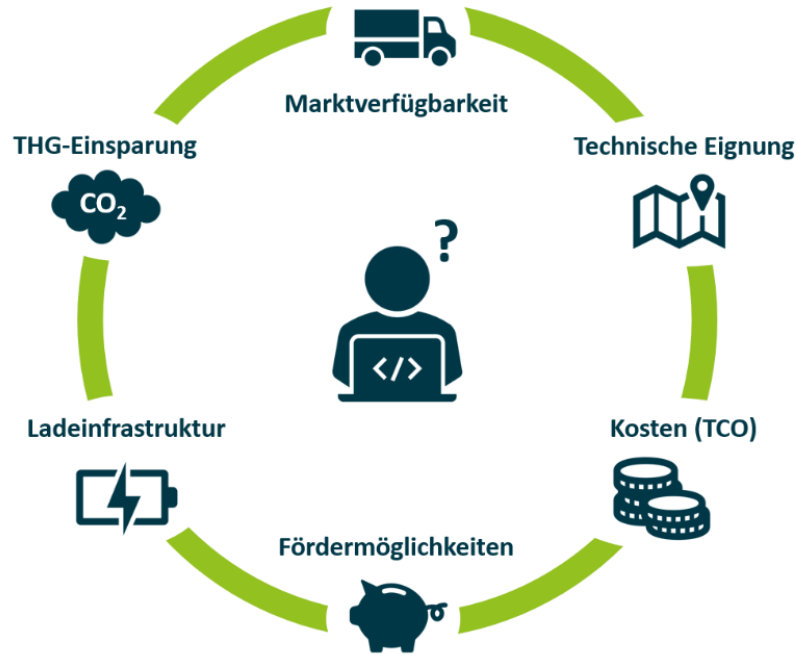 Marktverfügbarkeit
THG-Einsparung
Technische Eignung
CO₂
?
</>
Ladeinfrastruktur
Kosten (TCO)
Fördermöglichkeiten